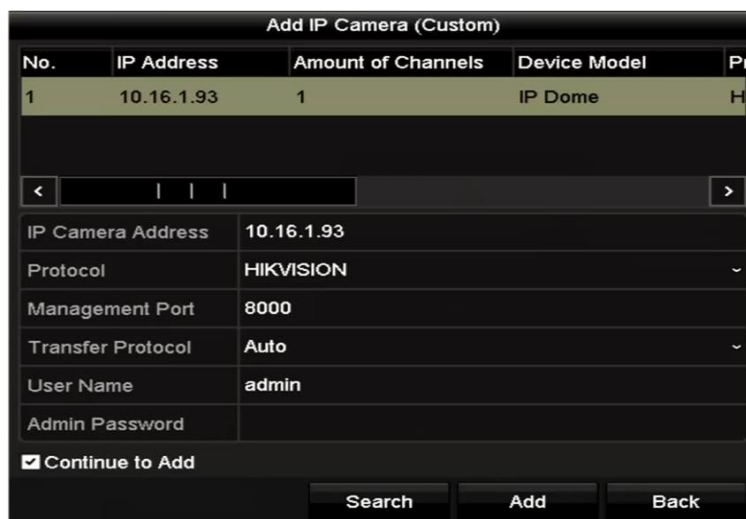 Add IP Camera (Custom)
No. IP Address Amount of Channels Device Model
1 10.16.1.93 1 IP Dome
IP Camera Address 10.16.1.93
Protocol HIKVISION
Management Port 8000
Transfer Protocol Auto
User Name admin
Admin Password
Continue to Add
Search Add Back